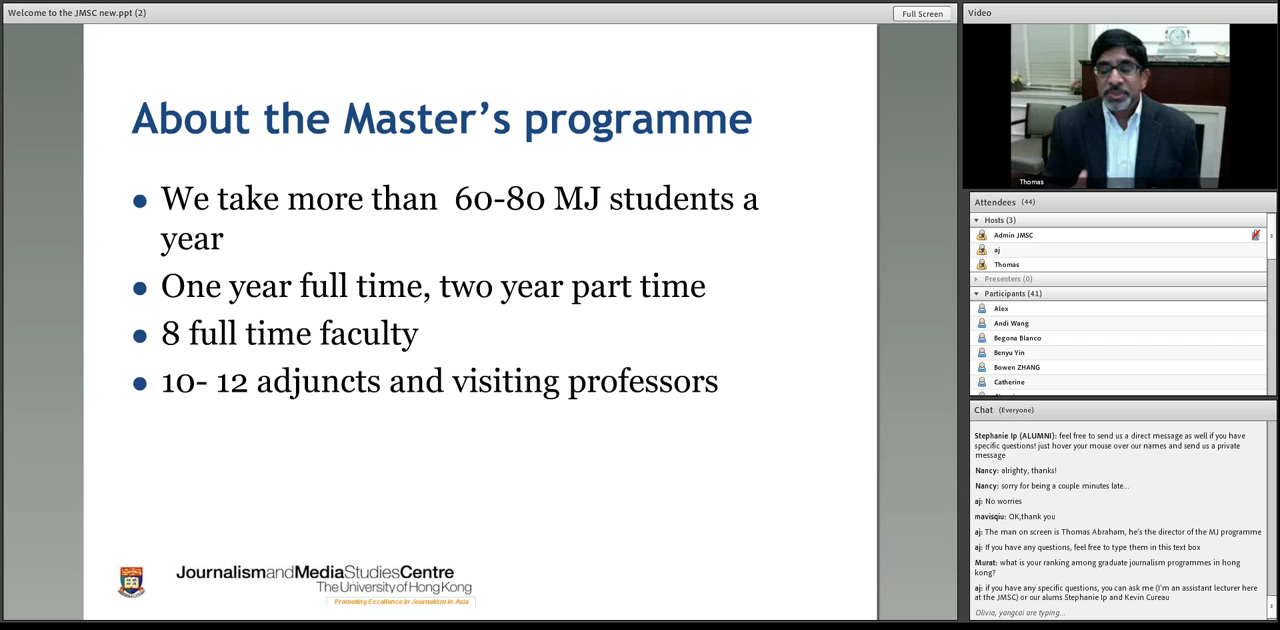 Welcome to the JMSC new.ppt (2)
Full Screen
About the Master's programme
We take more than 60-80 MJ students a
year
One year full time, two year part time
8 full time faculty
10- 12 adjuncts and visiting professors
JournalismandMediaStudiesCentre
The University of Hong Kong
Promoting Excellence in Journalism in Asia
Video
Thomas
Attendees (44)
Hosts (3)
Admin JMSC
aj
Thomas
Presenters (0)
Participants (41)
Alex
Andi Wang
Begona Blanco
Benyu Yin
Bowen ZHANG
Catherine
Chat (Everyone)
Stephanie Ip (ALUMNI): feel free to send us a direct message as well if you have
specific questions! just hover your mouse over our names and send us a private
message
Nancy: alrighty, thanks!
Nancy: sorry for being a couple minutes late...
aj: No worries
mavisqiu: OK,thank you
aj: The man on screen is Thomas Abraham, he's the director of the MJ programme
aj: If you have any questions, feel free to type them in this text box
Murat: what is your ranking among graduate journalism programmes in hong
kong?
aj: if you have any specific questions, you can ask me (I'm an assistant lecturer here
at the JMSC) or our alums Stephanie Ip and Kevin Cureau
Olivia, yangcai are typing...